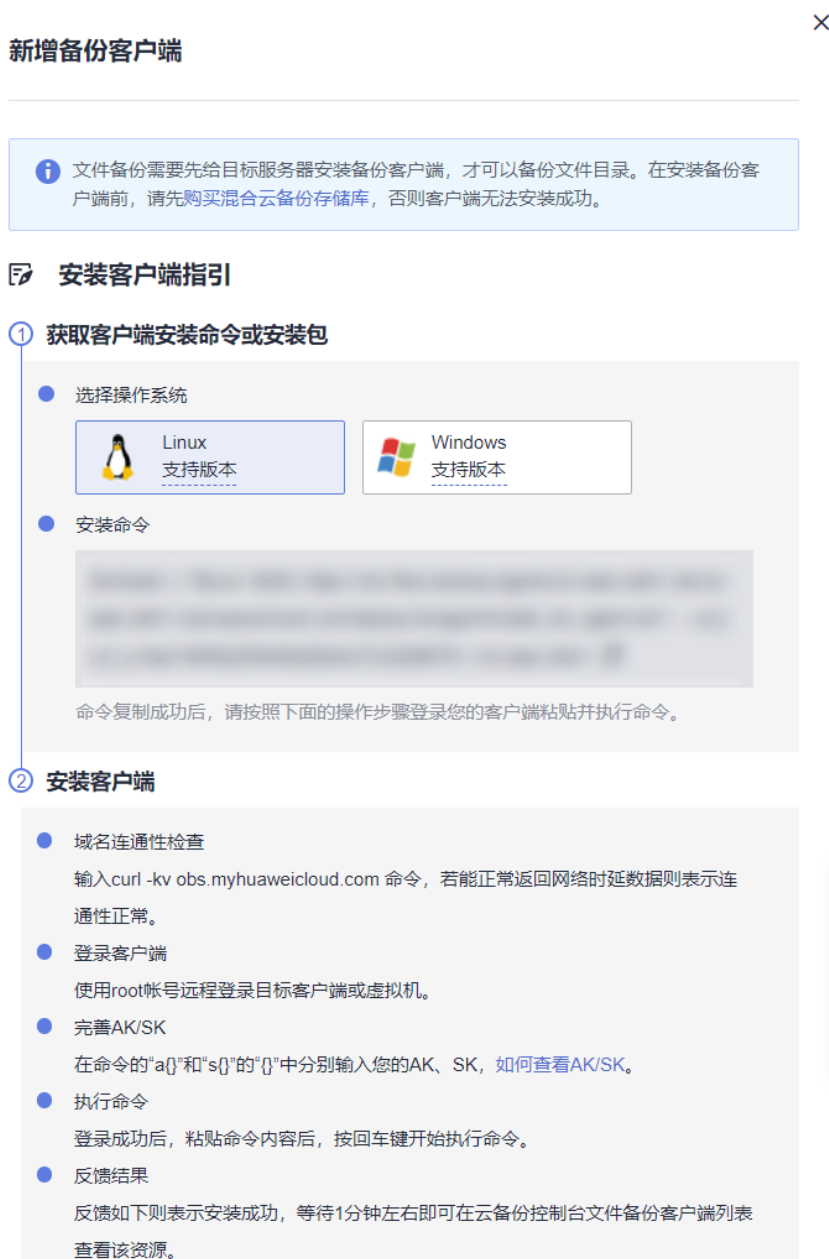 新增备份客户端
文件备份需要先给目标服务器安装备份客户端，才可以备份文件目录。在安装备份客
户端前，请先购买混合云备份存储库，否则客户端无法安装成功。
安装客户端指引
1 获取客户端安装命令或安装包
选择操作系统
Linux
支持版本
Windows
支持版本
安装命令
命令复制成功后，请按照下面的操作步骤登录您的客户端粘贴并执行命令。
2 安装客户端
域名连通性检查
输入curl -kv obs.myhuaweicloud.com 命令，若能正常返回网络时延数据则表示连
通性正常。
登录客户端
使用root帐号远程登录目标客户端或虚拟机。
完善AK/SK
在命令的“a{}”和“s{}”的“{}”中分别输入您的AK、SK，如何查看AK/SK。
执行命令
登录成功后，粘贴命令内容后，按回车键开始执行命令。
反馈结果
反馈如下则表示安装成功，等待1分钟左右即可在云备份控制台文件备份客户端列表
查看该资源。